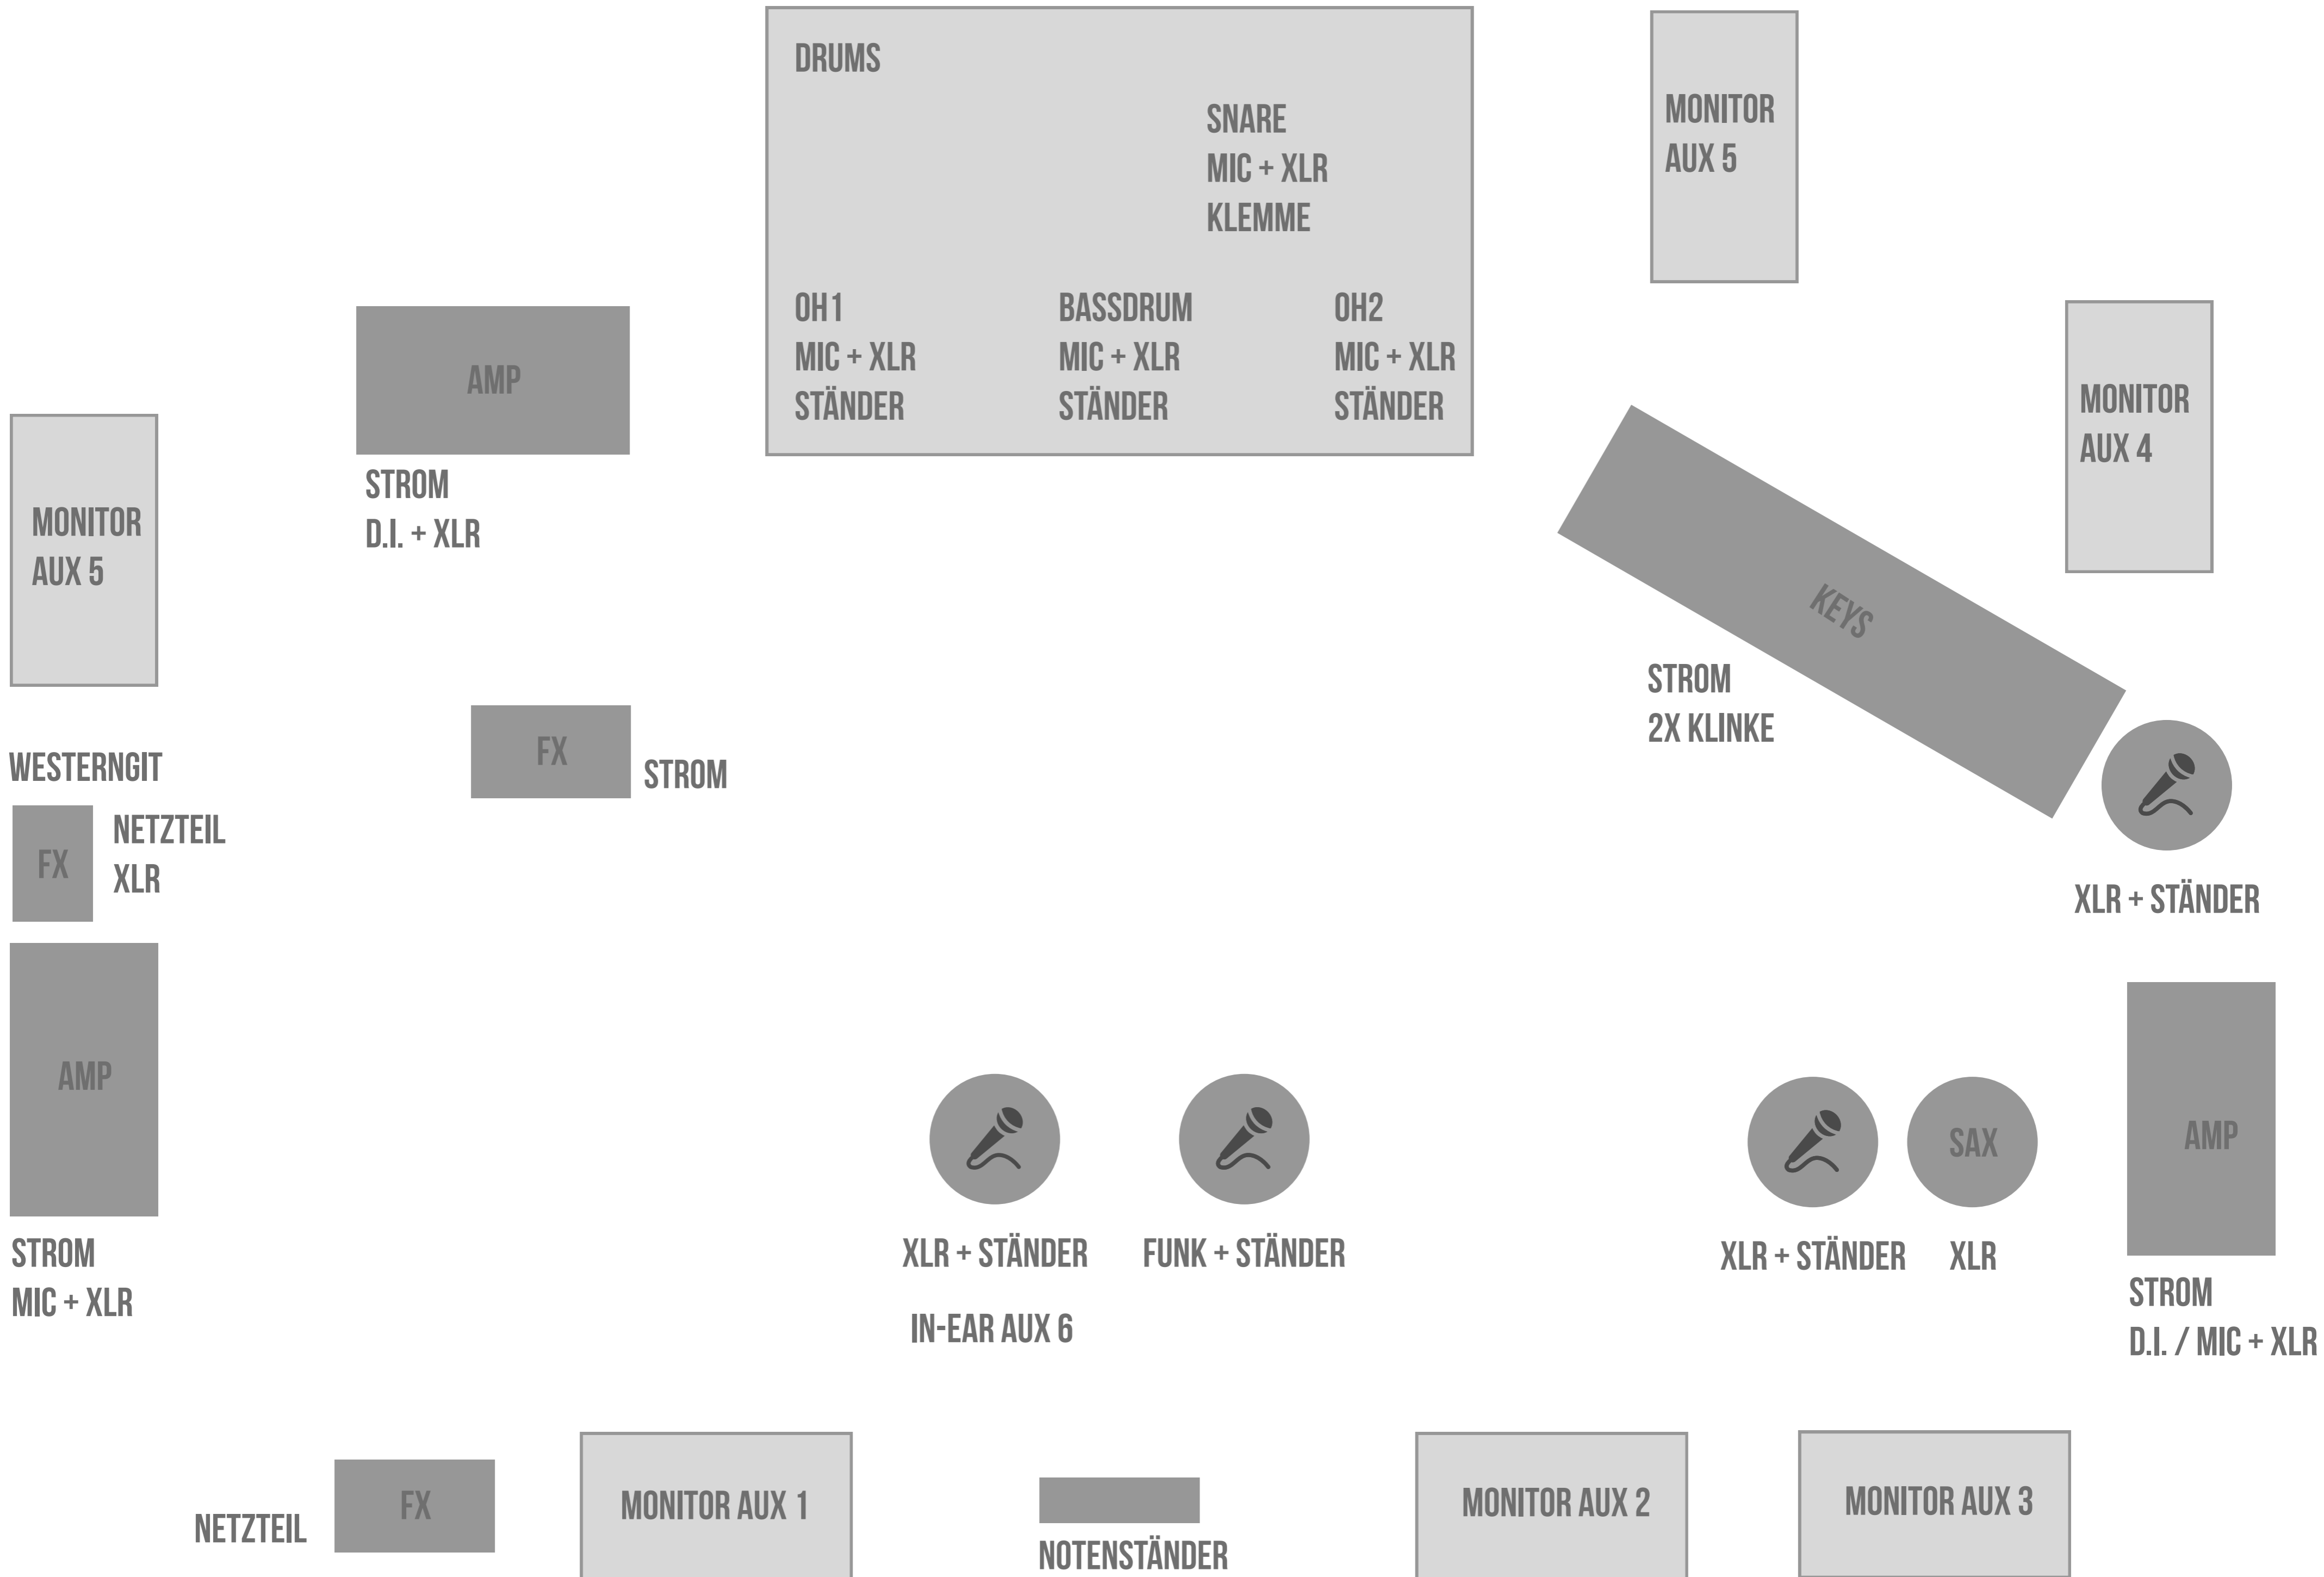 DRUMS
SNARE
MIC + XLR
KLEMME
OH1
MIC + XLR
STÄNDER
BASSDRUM
MIC + XLR
STÄNDER
OH2
MIC + XLR
STÄNDER
MONITOR
AUX 5
MONITOR
AUX 4
AMP
STROM
D.I. + XLR
MONITOR
AUX 5
KEYS
STROM
2X KLINKE
FX
STROM
WESTERNGIT
FX
NETZTEIL
XLR
XLR + STÄNDER
AMP
STROM
MIC + XLR
XLR + STÄNDER
IN-EAR AUX 6
FUNK + STÄNDER
XLR + STÄNDER
SAX
XLR
AMP
STROM
D.I. / MIC + XLR
NETZTEIL
FX
MONITOR AUX 1
NOTENSTÄNDER
MONITOR AUX 2
MONITOR AUX 3